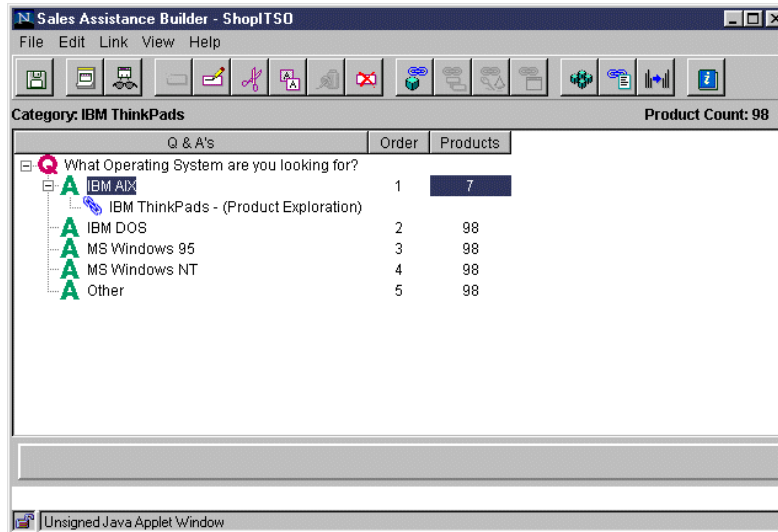 N Sales Assistance Builder - ShopITSO
File Edit Link View Help
Category: IBM ThinkPads Product Count: 98
Q & A's Order Products
Q What Operating System are you looking for?
A IBM AIX 1 7
IBM ThinkPads - (Product Exploration)
A IBM DOS 2 98
A MS Windows 95 3 98
A MS Windows NT 4 98
A Other 5 98
Unsigned Java Applet Window